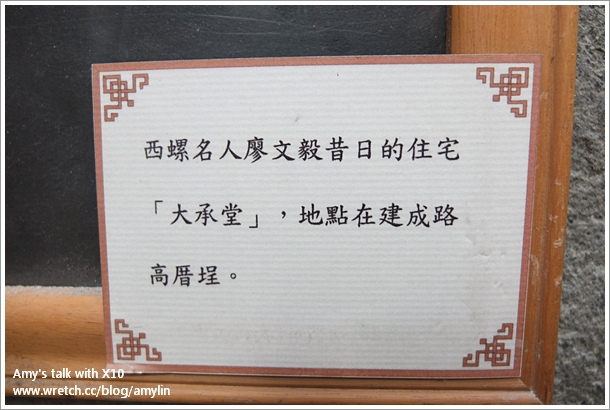 西螺名人廖文毅昔日的住宅
「大承堂」，地點在建成路
高厝埕。
Amy's talk with X10
www.wretch.cc/blog/amylin